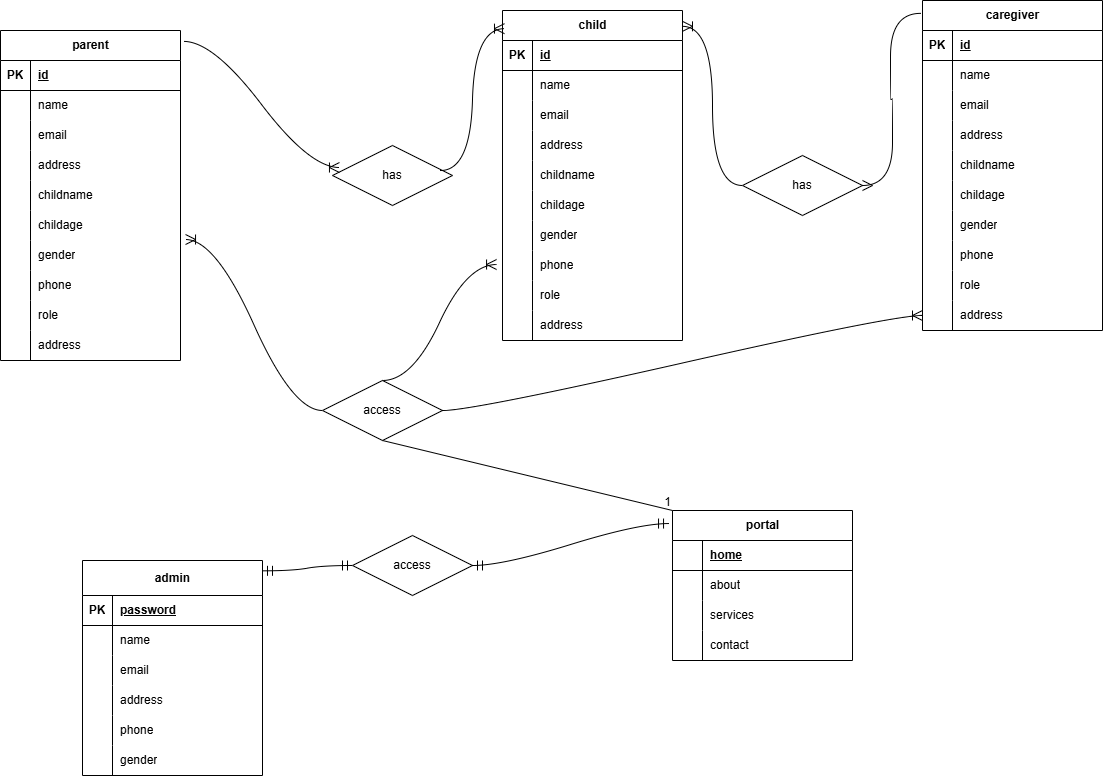 parent
PK id
name
email
address
childname
childage
gender
phone
role
address
has
child
PK id
name
email
address
childname
childage
gender
phone
role
address
has
caregiver
PK id
name
email
address
childname
childage
gender
phone
role
address
access
1
portal
home
about
services
contact
access
admin
PK password
name
email
address
phone
gender